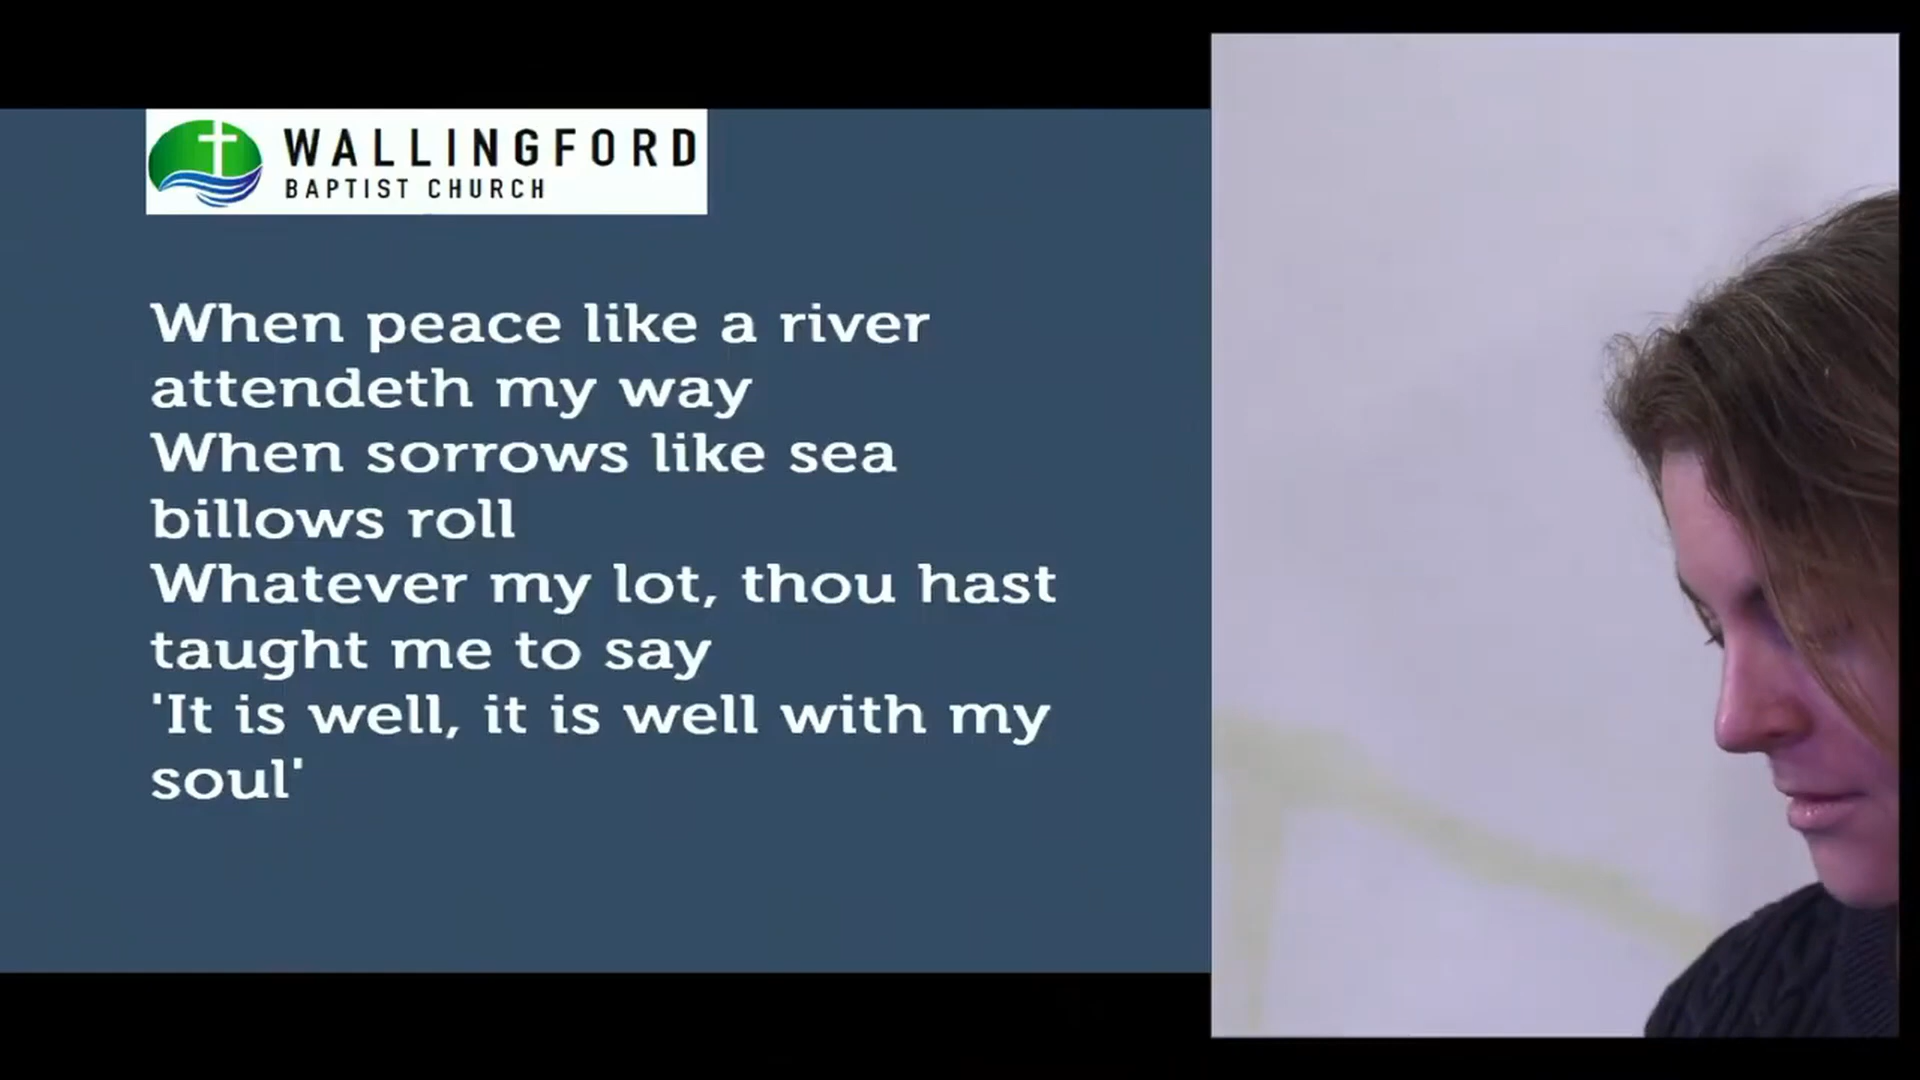 WALLINGFORD
BAPTIST CHURCH
When peace like a river
attendeth my way
When sorrows like sea
billows roll
Whatever my lot, thou hast
taught me to say
'It is well, it is well with my
soul'